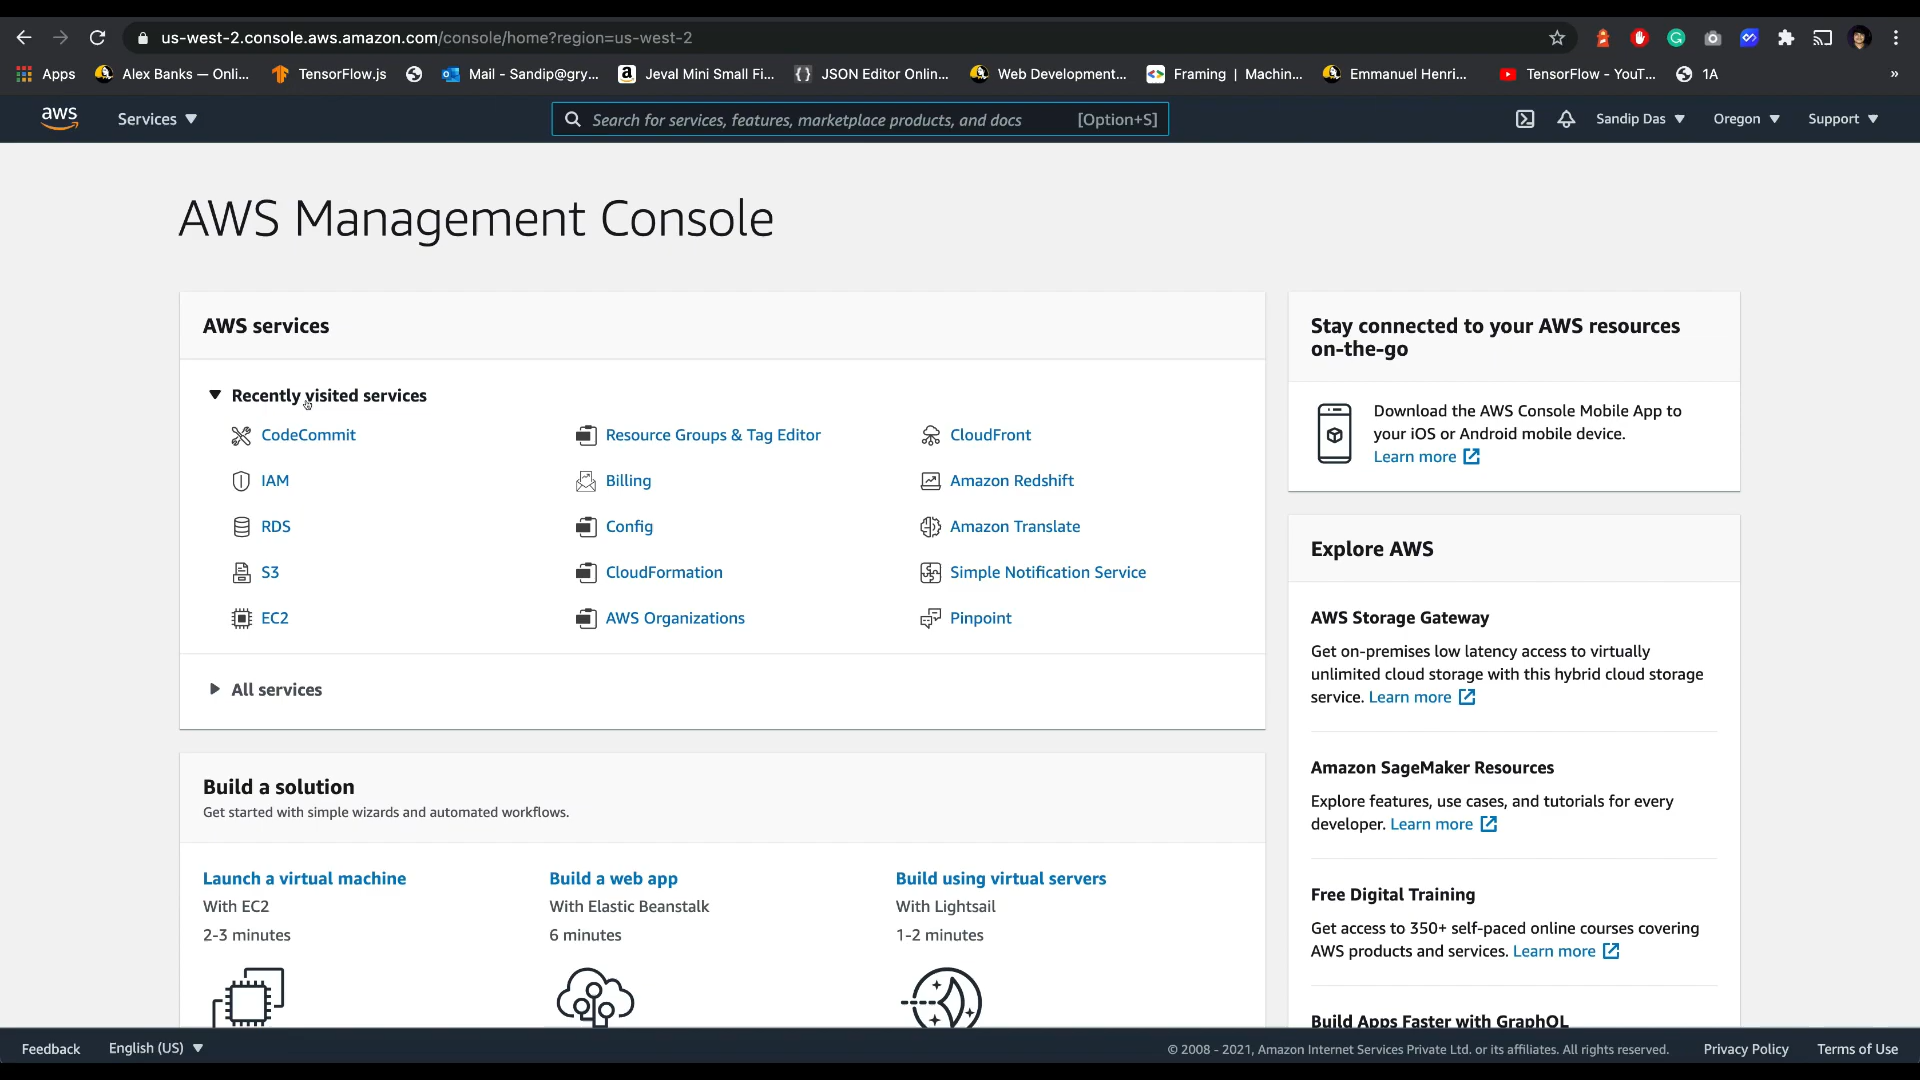 us-west-2.console.aws.amazon.com/console/home?region=us-west-2
Apps Alex Banks — Onli... TensorFlow.js Mail - Sandip@gry... Jeval Mini Small Fi... JSON Editor Onlin... Web Development... Framing | Machin... Emmanuel Henri... TensorFlow - YouT... 1A »
aws Services Search for services, features, marketplace products, and docs [Option+S] Sandip Das Oregon Support
AWS Management Console
AWS services
Recently visited services
CodeCommit Resource Groups & Tag Editor CloudFront
IAM Billing Amazon Redshift
RDS Config Amazon Translate
S3 CloudFormation Simple Notification Service
EC2 AWS Organizations Pinpoint
All services
Build a solution
Get started with simple wizards and automated workflows.
Launch a virtual machine Build a web app Build using virtual servers
With EC2 With Elastic Beanstalk With Lightsail
2-3 minutes 6 minutes 1-2 minutes
Stay connected to your AWS resources
on-the-go
Download the AWS Console Mobile App to
your iOS or Android mobile device.
Learn more
Explore AWS
AWS Storage Gateway
Get on-premises low latency access to virtually
unlimited cloud storage with this hybrid cloud storage
service. Learn more
Amazon SageMaker Resources
Explore features, use cases, and tutorials for every
developer. Learn more
Free Digital Training
Get access to 350+ self-paced online courses covering
AWS products and services. Learn more
Build Apps Faster with GraphQL
Feedback English (US) © 2008 - 2021, Amazon Internet Services Private Ltd. or its affiliates. All rights reserved. Privacy Policy Terms of Use